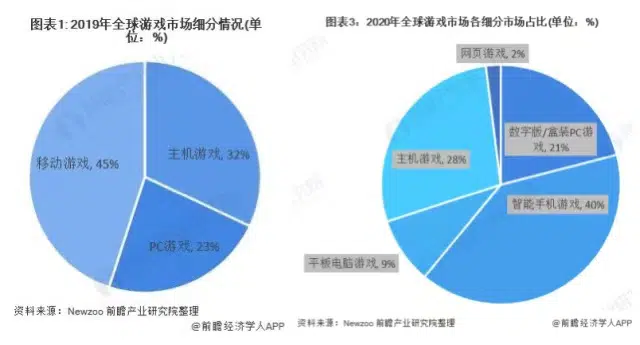 图表1: 2019年全球游戏市场细分情况(单
位：%)
移动游戏, 45%
主机游戏, 32%
PC游戏, 23%
资料来源：Newzoo 前瞻产业研究院整理
@前瞻经济学人APP
图表3：2020年全球游戏市场各细分市场占比(单位：%)
网页游戏, 2%
数字版/盒装PC游
戏, 21%
主机游戏, 28%
智能手机游戏, 40%
平板电脑游戏, 9%
资料来源：Newzoo 前瞻产业研究院整理
@前瞻经济学人APP